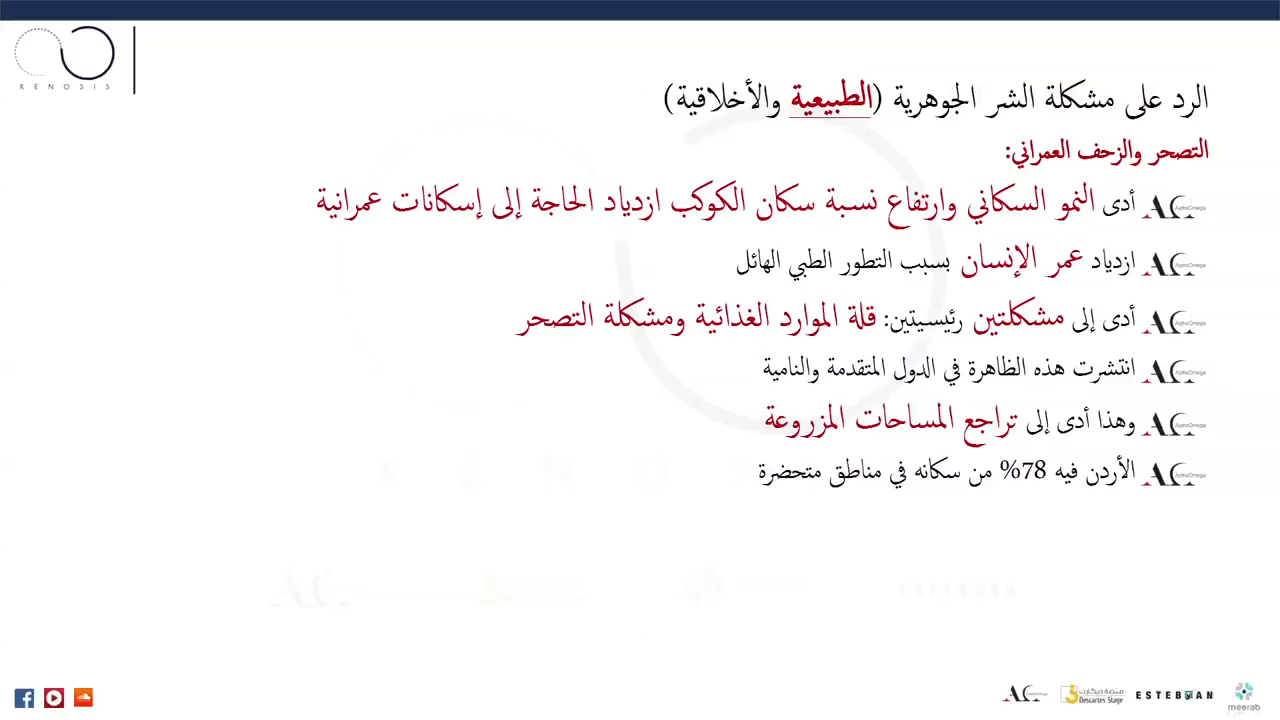 KENOSIS
الرد على مشكلة الشر الجوهرية (الطبيعية والأخلاقية)
التصحر والزحف العمراني:
أدى النمو السكاني وارتفاع نسبة سكان الكوكب ازدياد الحاجة إلى إسكانات عمرانية
ازدياد عمر الإنسان بسبب التطور الطبي الهائل
أدى إلى مشكلتين رئيسيتين: قلة الموارد الغذائية ومشكلة التصحر
انتشرت هذه الظاهرة في الدول المتقدمة والنامية
وهذا أدى إلى تراجع المساحات المزروعة
الأردن فيه 78% من سكانه في مناطق متحضرة
منصة ديكارت
Descartes Stage
ESTEBAN
meerab